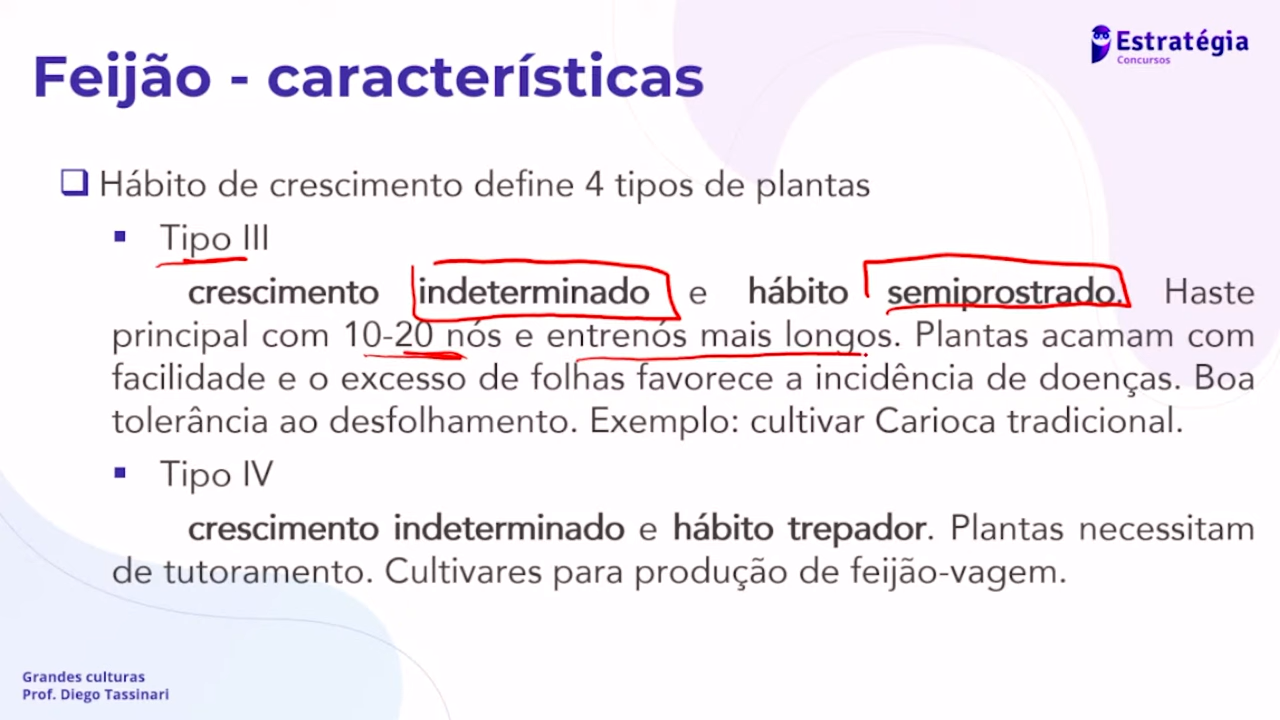 Estratégia
Concursos
Feijão - características
Hábito de crescimento define 4 tipos de plantas
Tipo III
crescimento indeterminado e hábito semiprostrado. Haste
principal com 10-20 nós e entrenós mais longos. Plantas acamam com
facilidade e o excesso de folhas favorece a incidência de doenças. Boa
tolerância ao desfolhamento. Exemplo: cultivar Carioca tradicional.
Tipo IV
crescimento indeterminado e hábito trepador. Plantas necessitam
de tutoramento. Cultivares para produção de feijão-vagem.
Grandes culturas
Prof. Diego Tassinari